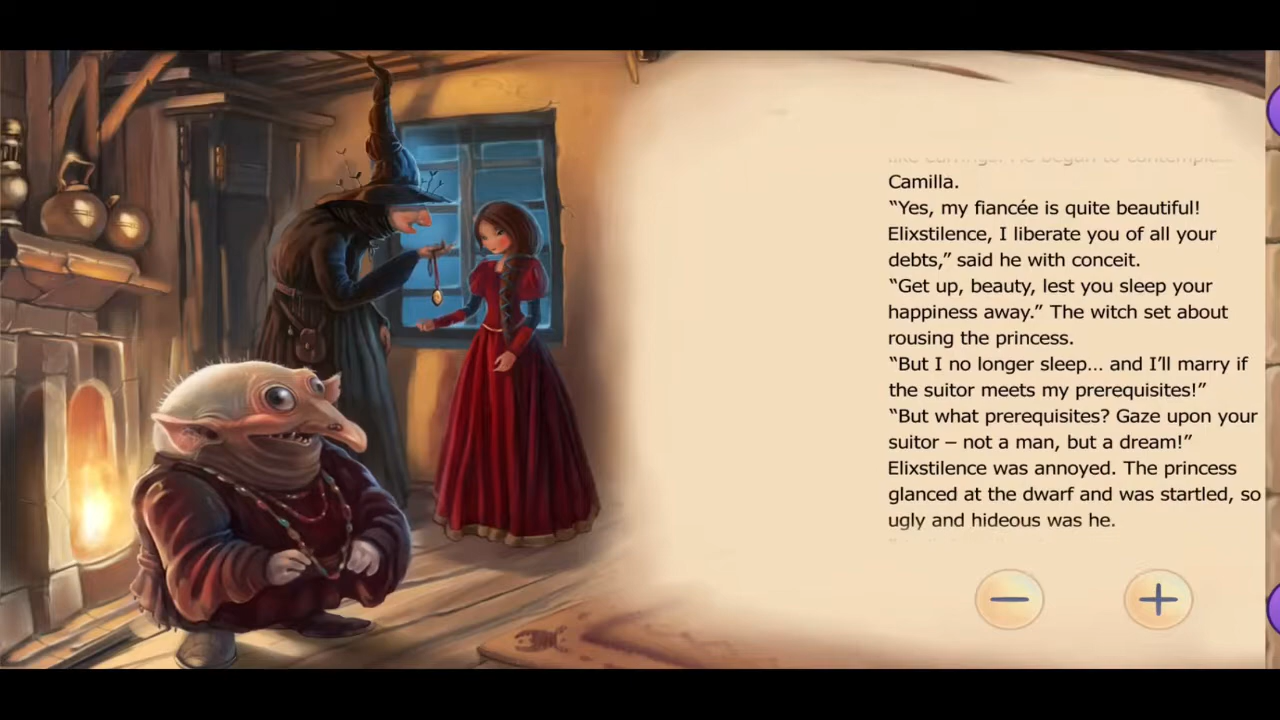 Camilla.
“Yes, my fiancée is quite beautiful!
Elixstilence, I liberate you of all your
debts,” said he with conceit.
“Get up, beauty, lest you sleep your
happiness away.” The witch set about
rousing the princess.
“But I no longer sleep... and I’ll marry if
the suitor meets my prerequisites!”
“But what prerequisites? Gaze upon your
suitor – not a man, but a dream!”
Elixstilence was annoyed. The princess
glanced at the dwarf and was startled, so
ugly and hideous was he.